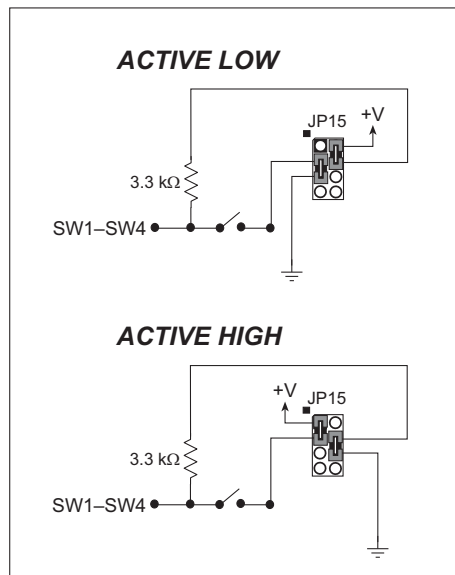 ACTIVE LOW
JP15
+V
3.3 kΩ
SW1–SW4
ACTIVE HIGH
+V
JP15
3.3 kΩ
SW1–SW4